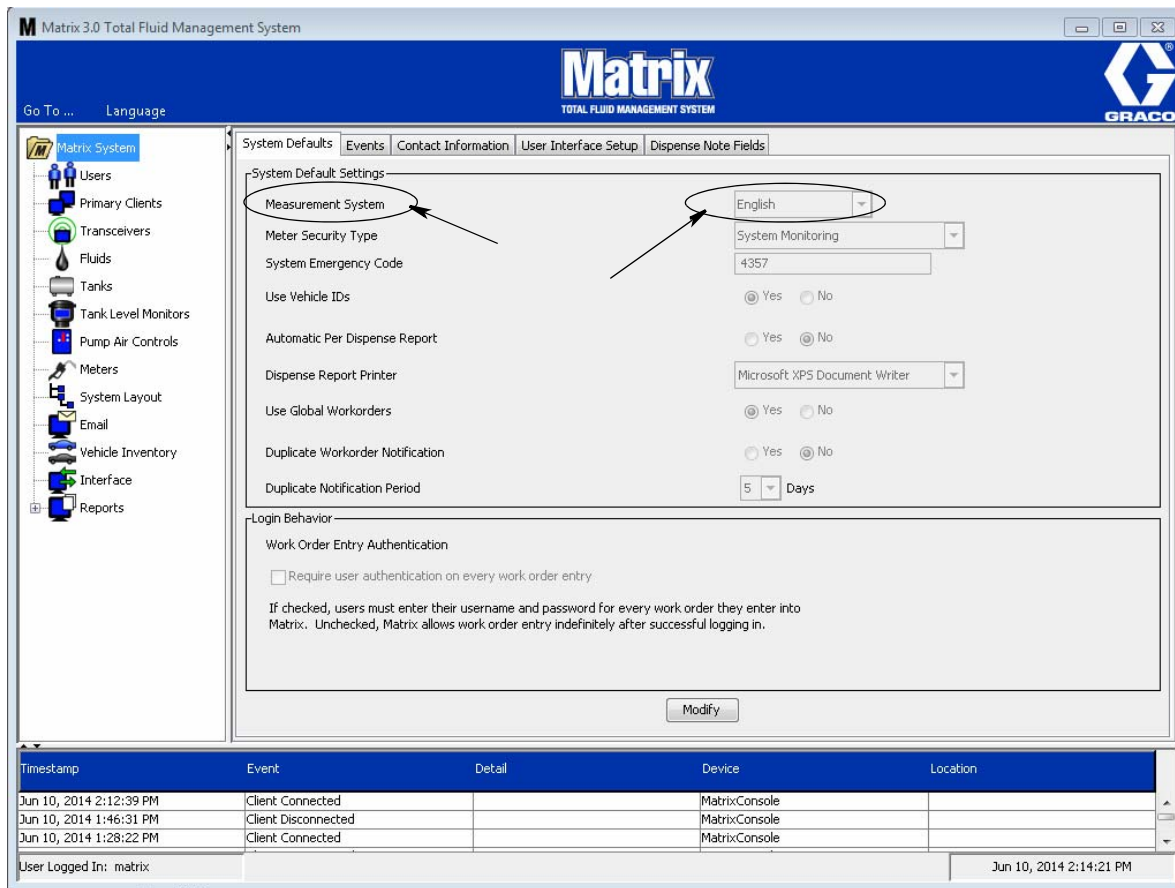 M Matrix 3.0 Total Fluid Management System
Matrix
TOTAL FLUID MANAGEMENT SYSTEM
G
GRACO
®
Go To ... Language
Matrix System
Users
Primary Clients
Transceivers
Fluids
Tanks
Tank Level Monitors
Pump Air Controls
Meters
System Layout
Email
Vehicle Inventory
Interface
Reports
System Defaults Events Contact Information User Interface Setup Dispense Note Fields
System Default Settings
Measurement System English
Meter Security Type System Monitoring
System Emergency Code 4357
Use Vehicle IDs Yes No
Automatic Per Dispense Report Yes No
Dispense Report Printer Microsoft XPS Document Writer
Use Global Workorders Yes No
Duplicate Workorder Notification Yes No
Duplicate Notification Period 5 Days
Login Behavior
Work Order Entry Authentication
Require user authentication on every work order entry
If checked, users must enter their username and password for every work order they enter into
Matrix. Unchecked, Matrix allows work order entry indefinitely after successful logging in.
Modify
Timestamp Event Detail Device Location
Jun 10, 2014 2:12:39 PM Client Connected MatrixConsole
Jun 10, 2014 1:46:31 PM Client Disconnected MatrixConsole
Jun 10, 2014 1:28:22 PM Client Connected MatrixConsole
User Logged In: matrix Jun 10, 2014 2:14:21 PM